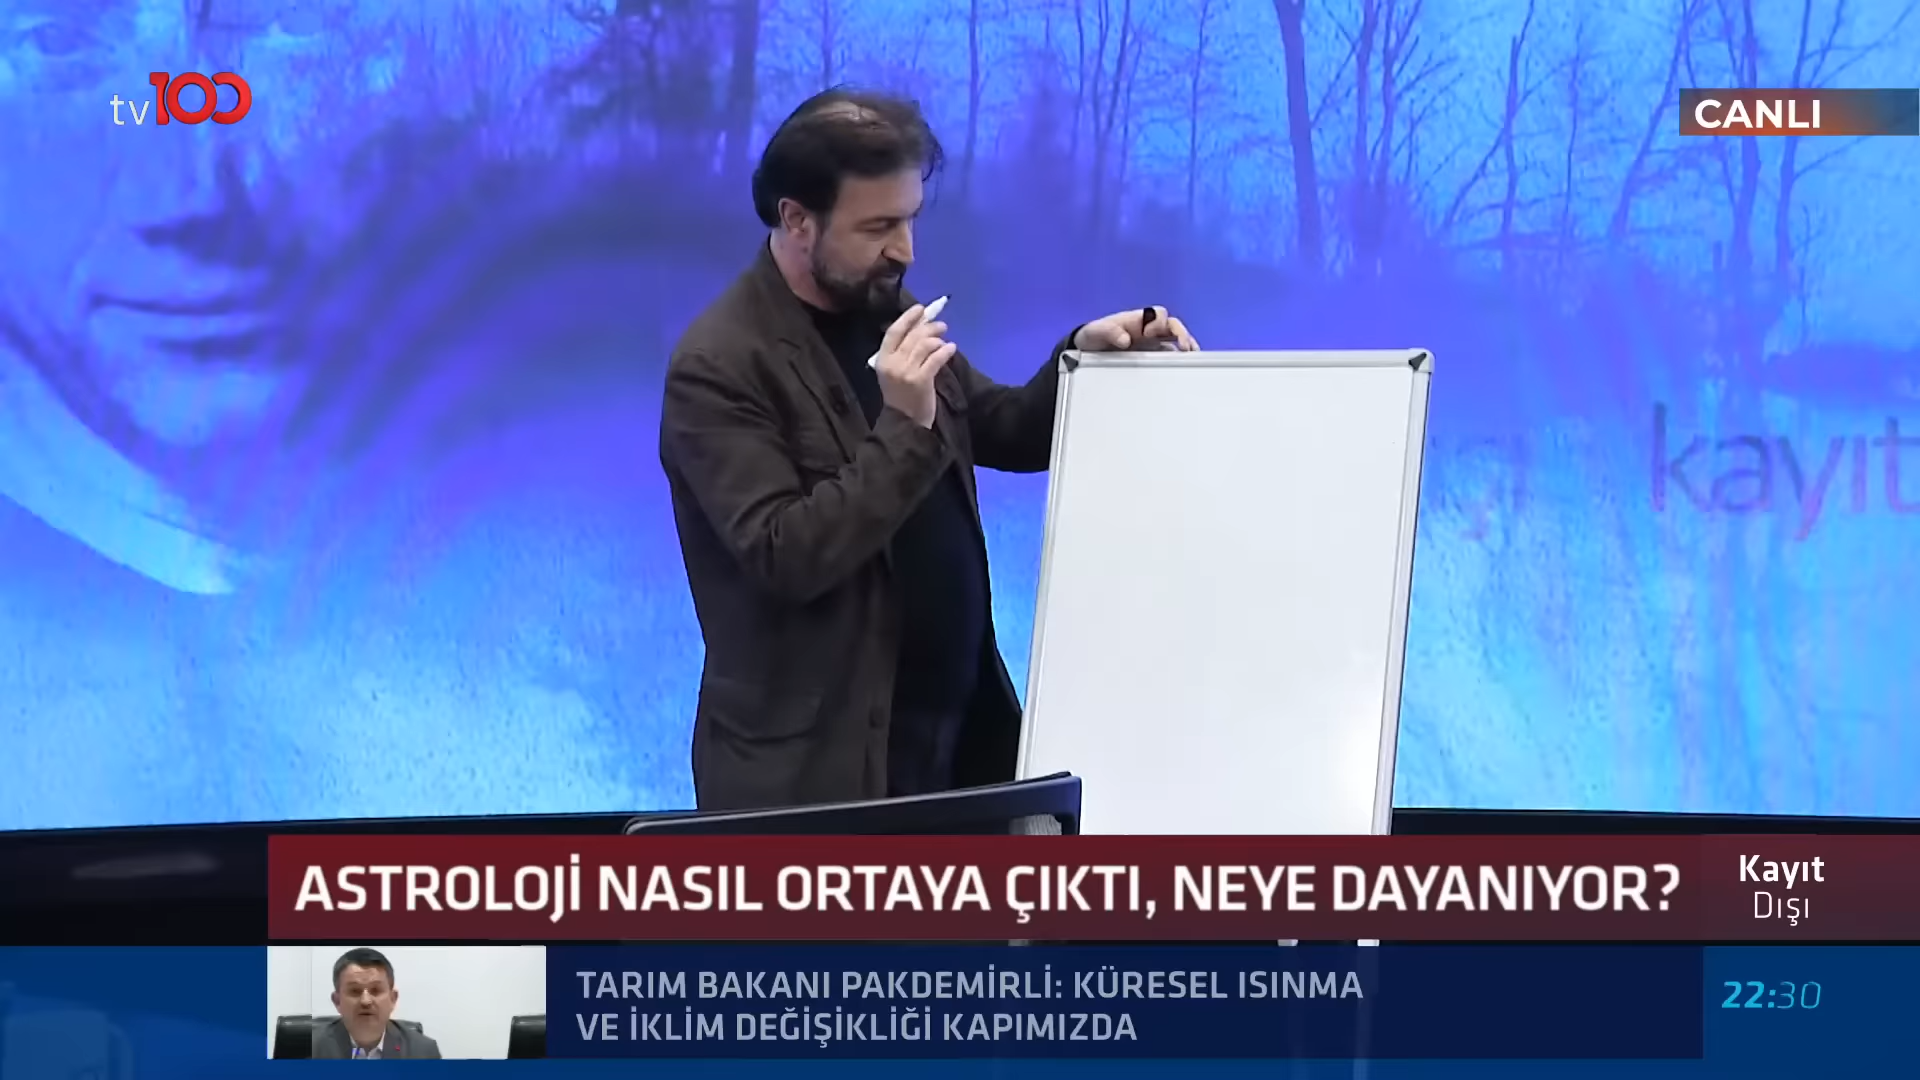 tv100
CANLI
kayıt
ASTROLOJİ NASIL ORTAYA ÇIKTI, NEYE DAYANIYOR?
Kayıt
Dışı
TARIM BAKANI PAKDEMİRLİ: KÜRESEL ISINMA
VE İKLİM DEĞİŞİKLİĞİ KAPIMIZDA
22:30